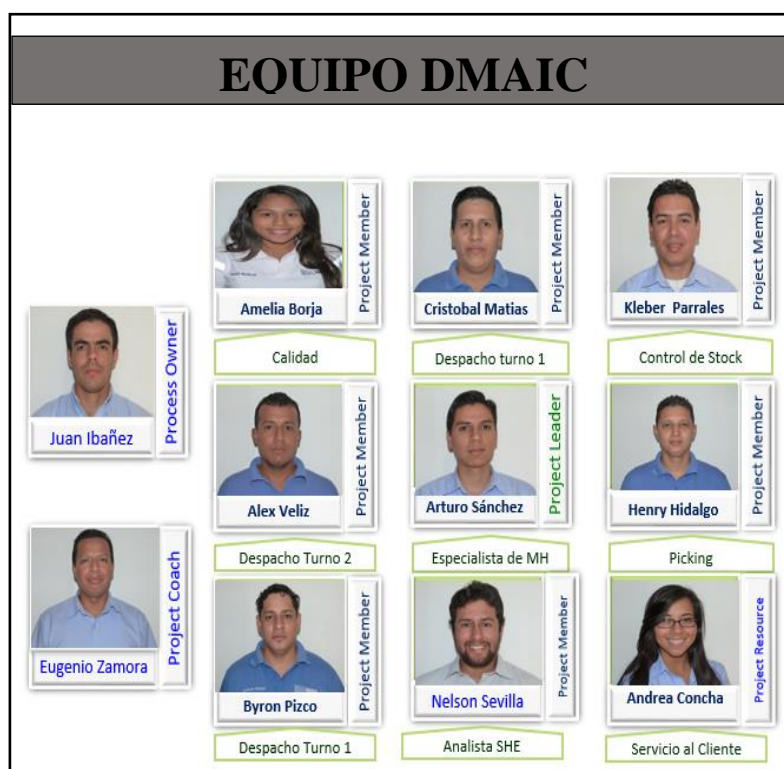 EQUIPO DMAIC
Juan Ibañez
Process Owner
Eugenio Zamora
Project Coach
Amelia Borja
Project Member
Calidad
Cristobal Matias
Project Member
Despacho turno 1
Kleber Parrales
Project Member
Control de Stock
Alex Veliz
Project Member
Despacho Turno 2
Arturo Sánchez
Project Leader
Especialista de MH
Henry Hidalgo
Project Member
Picking
Byron Pizco
Project Member
Despacho Turno 1
Nelson Sevilla
Project Member
Analista SHE
Andrea Concha
Project Resource
Servicio al Cliente